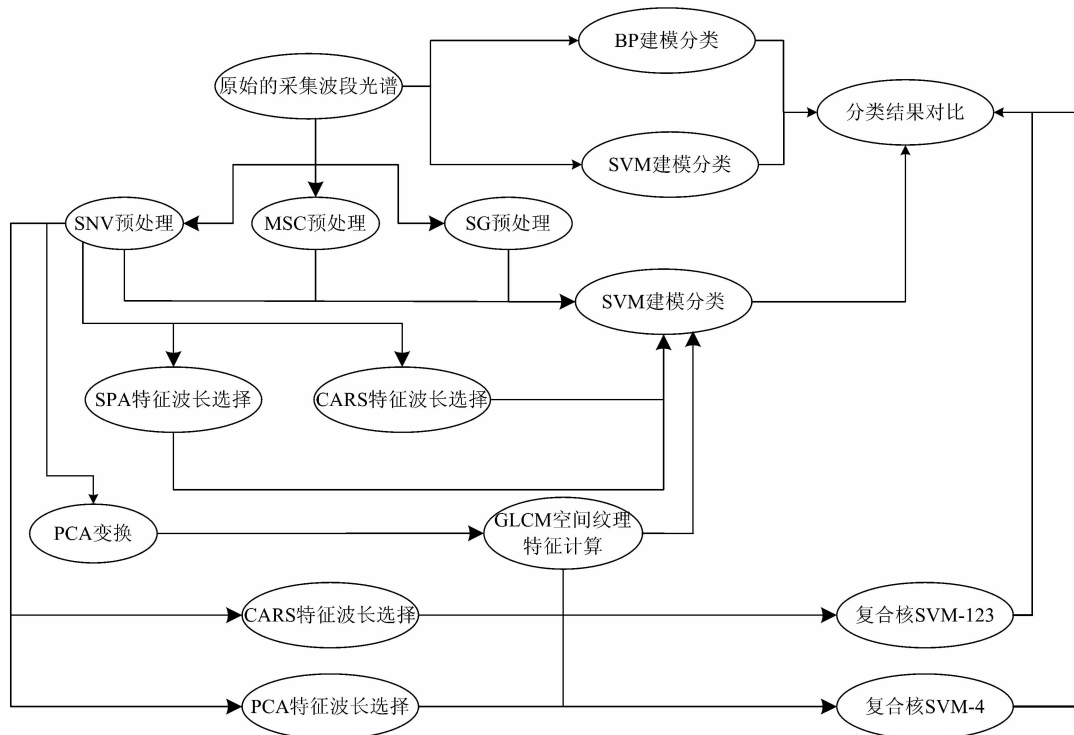 BP建模分类
原始的采集波段光谱
分类结果对比
SVM建模分类
SNV预处理
MSC预处理
SG预处理
SVM建模分类
SPA特征波长选择
CARS特征波长选择
PCA变换
GLCM空间纹理
特征计算
CARS特征波长选择
复合核SVM-123
PCA特征波长选择
复合核SVM-4